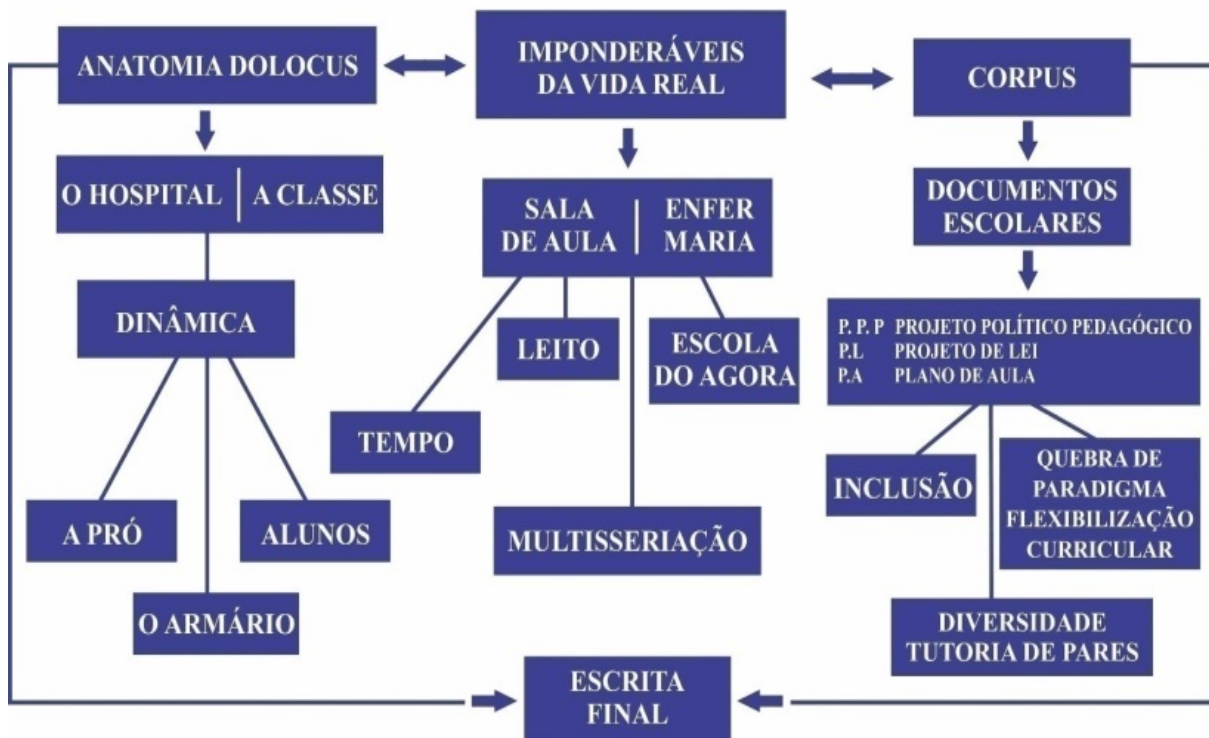 ANATOMIA DOLOCUS
IMPONDERÁVEIS
DA VIDA REAL
CORPUS
O HOSPITAL
A CLASSE
SALA
DE AULA
ENFER
MARIA
DOCUMENTOS
ESCOLARES
DINÂMICA
LEITO
ESCOLA
DO AGORA
P. P. P PROJETO POLÍTICO PEDAGÓGICO
P.L PROJETO DE LEI
P.A PLANO DE AULA
TEMPO
INCLUSÃO
QUEBRA DE
PARADIGMA
FLEXIBILIZAÇÃO
CURRICULAR
A PRÓ
ALUNOS
MULTISSERIAÇÃO
O ARMÁRIO
DIVERSIDADE
TUTORIA DE PARES
ESCRITA
FINAL